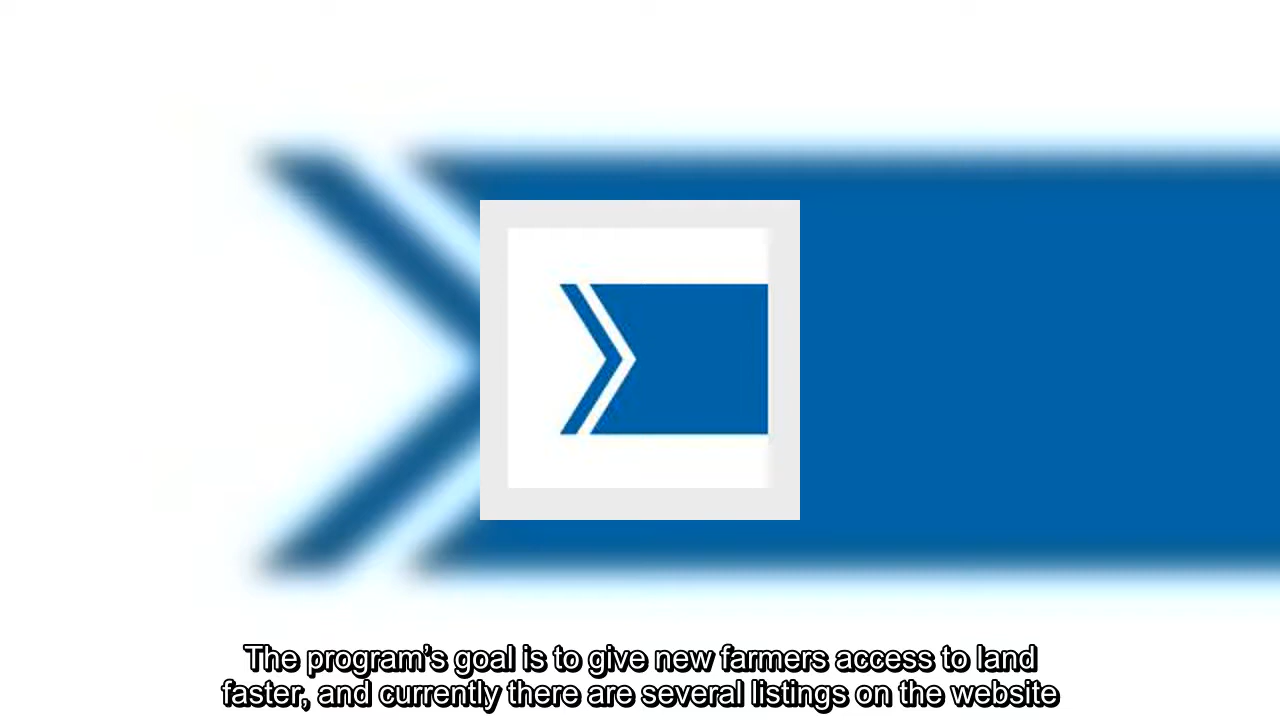 The program's goal is to give new farmers access to land
faster, and currently there are several listings on the website